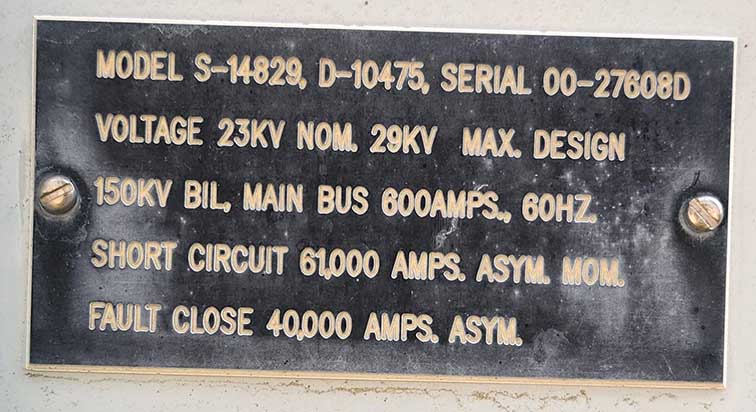 MODEL S-14829, D-10475, SERIAL 00-27608D
VOLTAGE 23KV NOM. 29KV MAX. DESIGN
150KV BIL, MAIN BUS 600AMPS., 60HZ.
SHORT CIRCUIT 61,000 AMPS. ASYM. MOM.
FAULT CLOSE 40,000 AMPS. ASYM.